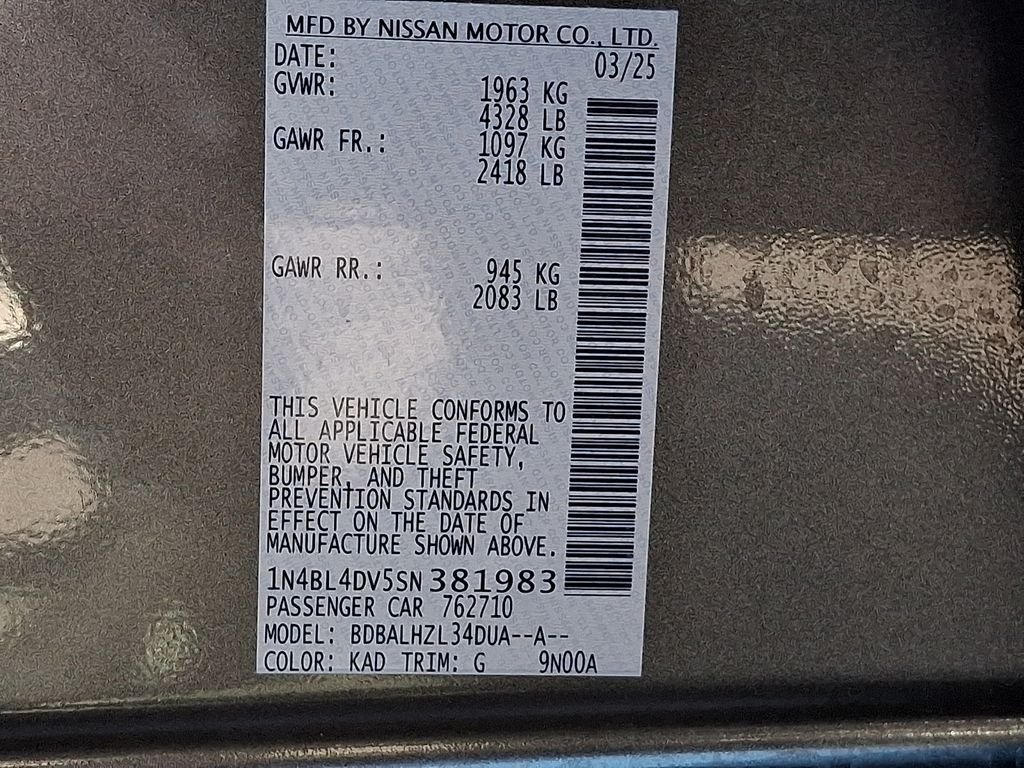 MFD BY NISSAN MOTOR CO., LTD.
DATE: 03/25
GVWR: 1963 KG
4328 LB
GAWR FR.: 1097 KG
2418 LB
GAWR RR.: 945 KG
2083 LB
THIS VEHICLE CONFORMS TO
ALL APPLICABLE FEDERAL
MOTOR VEHICLE SAFETY,
BUMPER, AND THEFT
PREVENTION STANDARDS IN
EFFECT ON THE DATE OF
MANUFACTURE SHOWN ABOVE.
1N4BL4DV5SN381983
PASSENGER CAR 762710
MODEL: BDBALHZL34DUA--A--
COLOR: KAD TRIM: G 9N00A